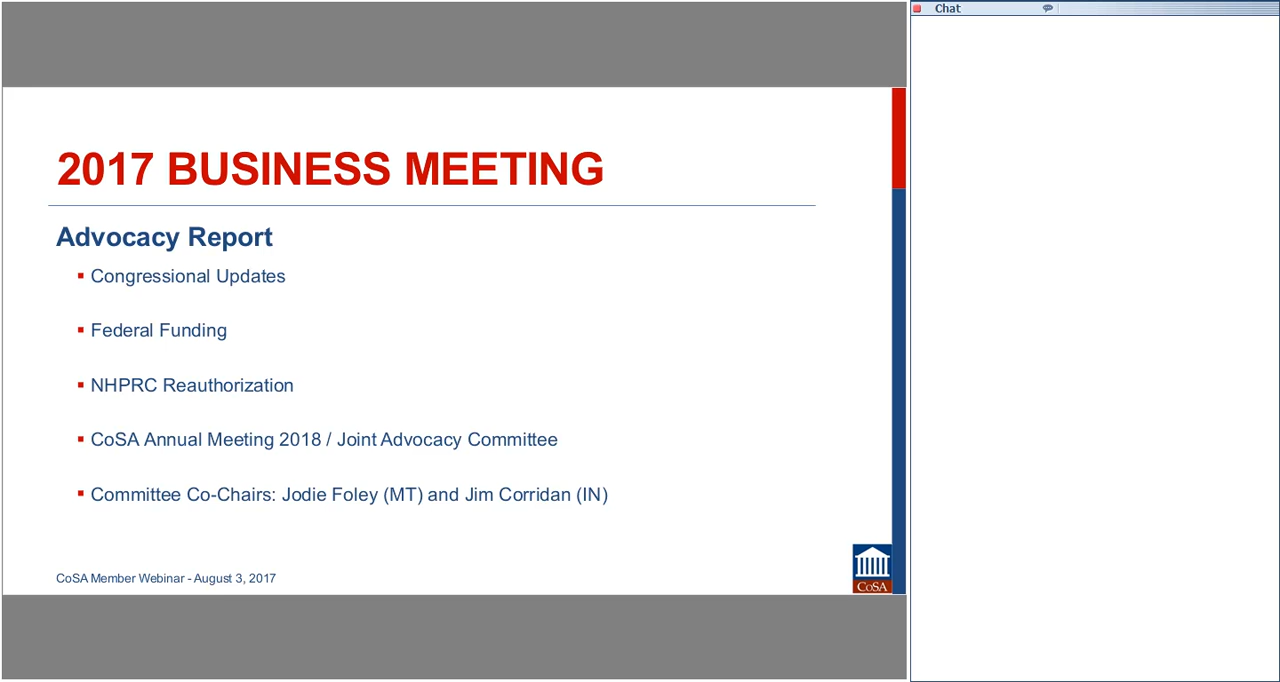 Chat
2017 BUSINESS MEETING
Advocacy Report
Congressional Updates
Federal Funding
NHPRC Reauthorization
CoSA Annual Meeting 2018 / Joint Advocacy Committee
Committee Co-Chairs: Jodie Foley (MT) and Jim Corridan (IN)
CoSA Member Webinar - August 3, 2017
CoSA